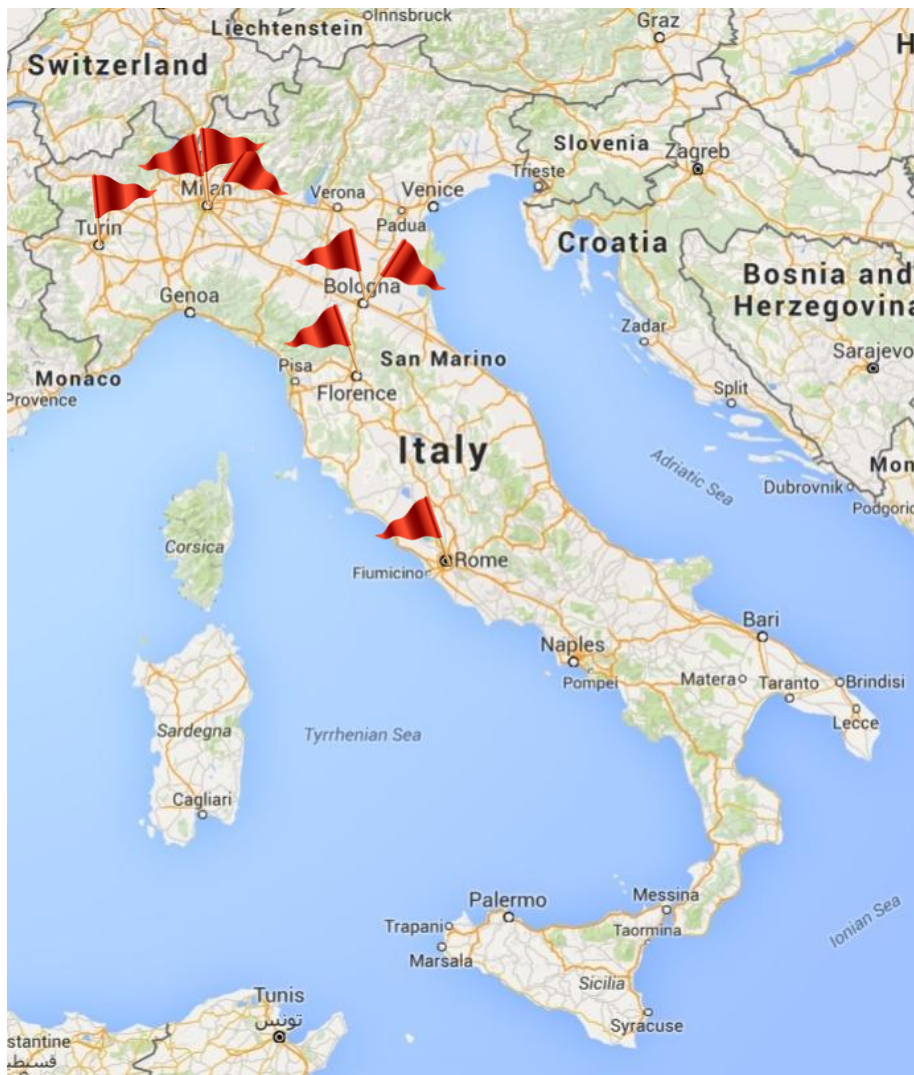 Innsbruck
Liechtenstein
Graz
Switzerland
H
Slovenia
Zagreb
Trieste
Milan
Verona
Venice
Padua
Turin
Croatia
Bologna
Bosnia and
Herzegovina
Genoa
Zadar
San Marino
Sarajevo
Pisa
Monaco
Florence
Provence
Split
Italy
Adriatic Sea
Mon
Dubrovnik
Podgoric
Corsica
Rome
Fiumicino
Bari
Naples
Matera
Pompei
Taranto
Brindisi
Lecce
Sardegna
Tyrrhenian Sea
Cagliari
Messina
Palermo
Trapani
Taormina
Ionian Sea
Marsala
Sicilia
Tunis
تونس
Syracuse
stantine
قسنطي